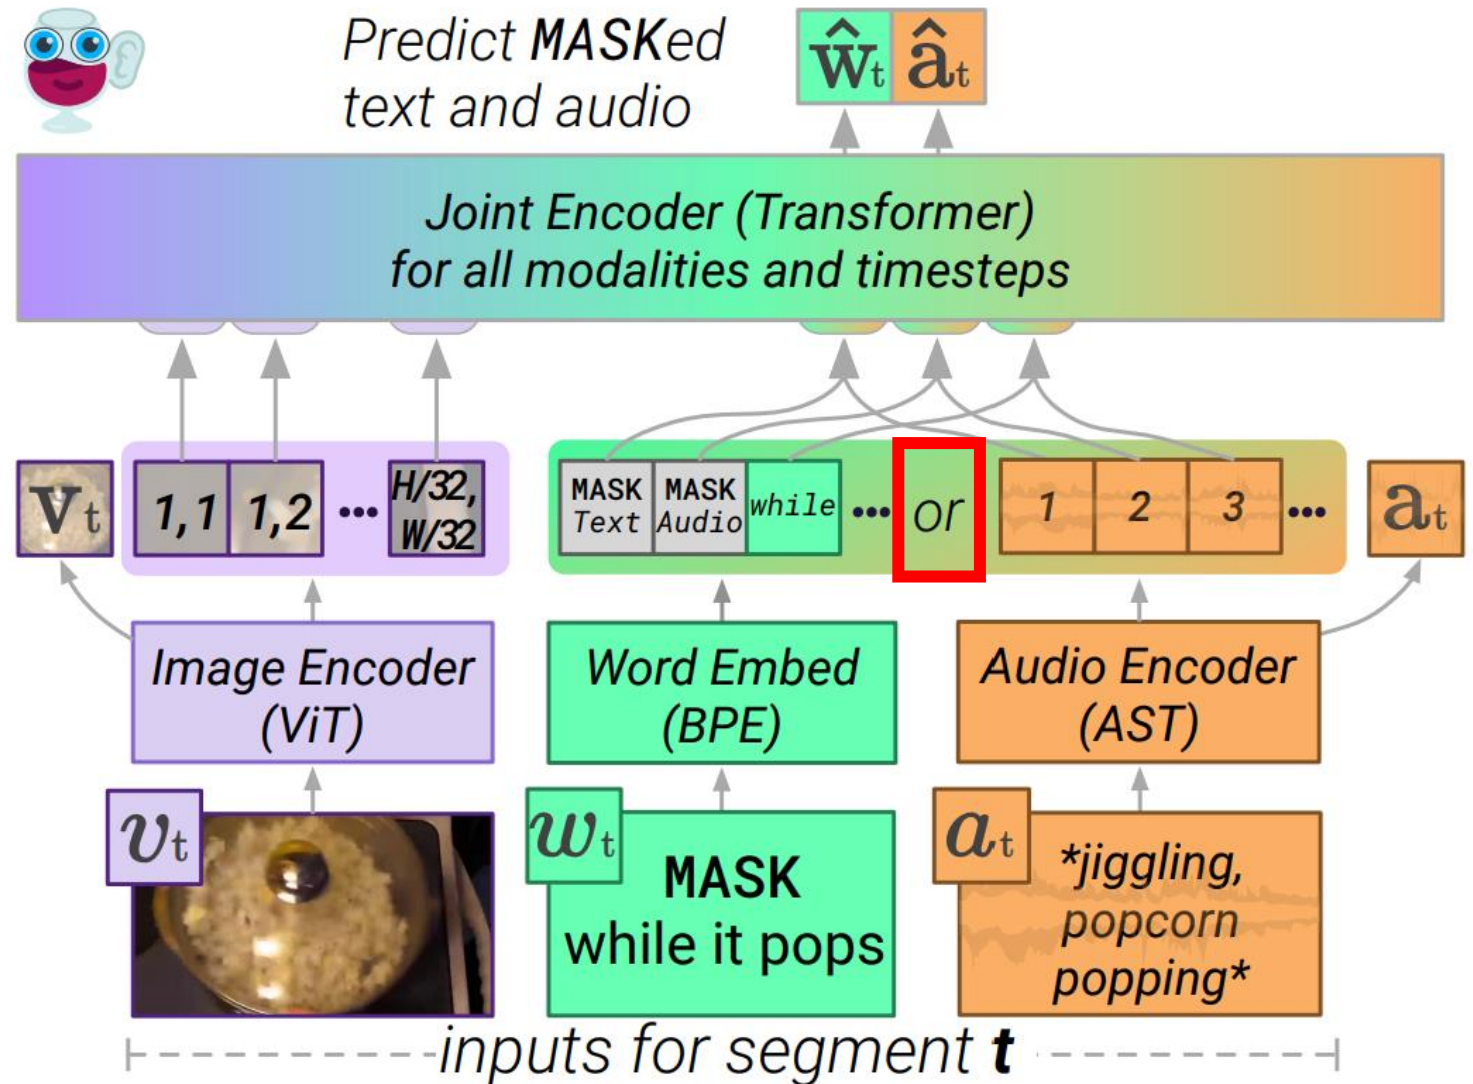 Predict MASKed
text and audio
ŵt ât
Joint Encoder (Transformer)
for all modalities and timesteps
vt 1,1 1,2 ••• H/32, W/32
MASK Text MASK Audio while ••• or 1 2 3 ••• at
Image Encoder
(ViT)
Word Embed
(BPE)
Audio Encoder
(AST)
vt
wt
MASK
while it pops
at
*jiggling,
popcorn
popping*
inputs for segment t